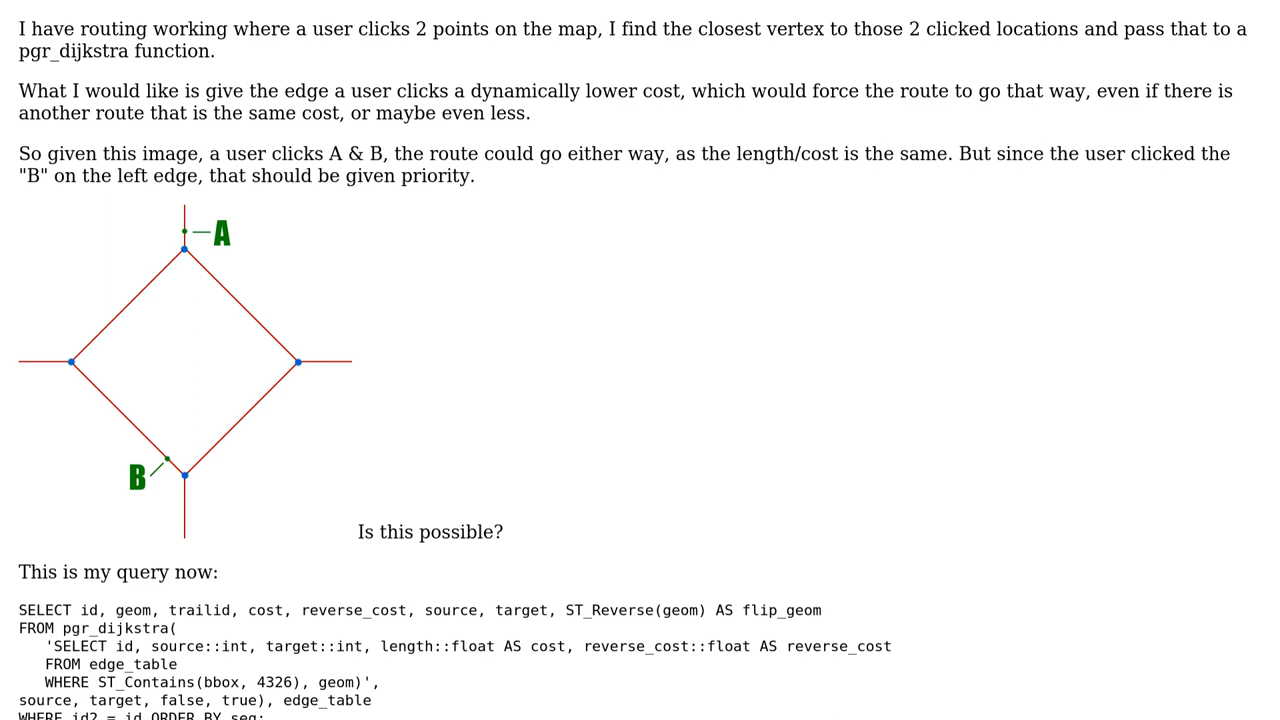 I have routing working where a user clicks 2 points on the map, I find the closest vertex to those 2 clicked locations and pass that to a
pgr_dijkstra function.
What I would like is give the edge a user clicks a dynamically lower cost, which would force the route to go that way, even if there is
another route that is the same cost, or maybe even less.
So given this image, a user clicks A & B, the route could go either way, as the length/cost is the same. But since the user clicked the
"B" on the left edge, that should be given priority.
A
B
Is this possible?
This is my query now:
SELECT id, geom, trailid, cost, reverse_cost, source, target, ST_Reverse(geom) AS flip_geom
FROM pgr_dijkstra(
'SELECT id, source::int, target::int, length::float AS cost, reverse_cost::float AS reverse_cost
FROM edge_table
WHERE ST_Contains(bbox, 4326), geom)',
source, target, false, true), edge_table
WHERE id2 = id ORDER BY seq;